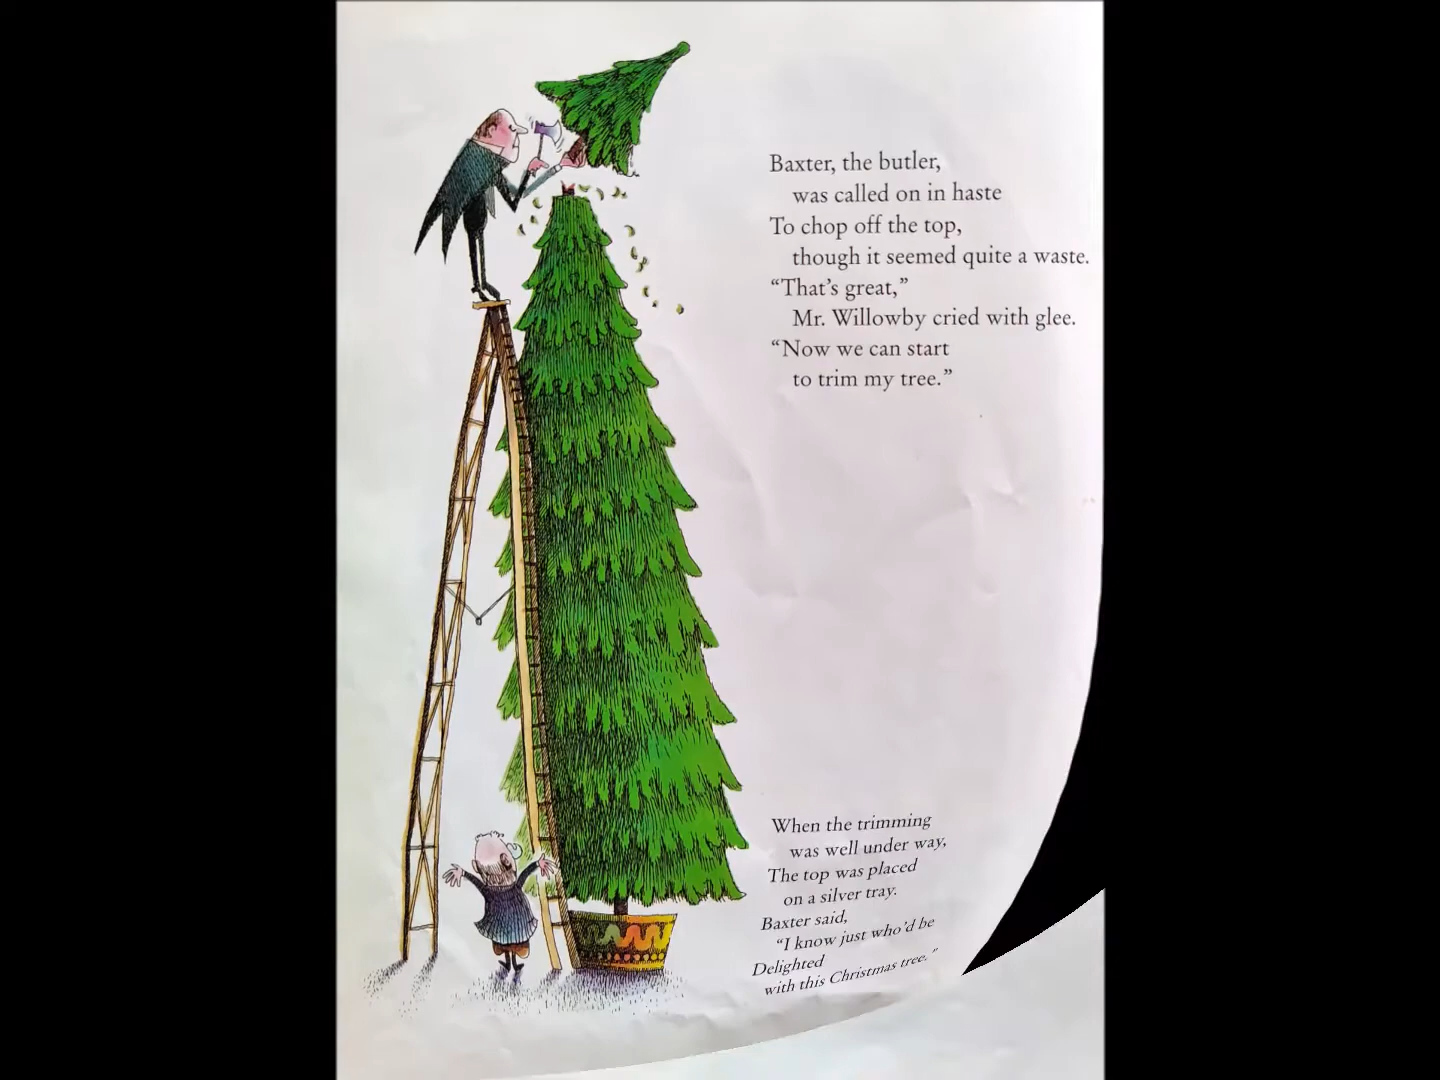 Baxter, the butler,
was called on in haste
To chop off the top,
though it seemed quite a waste.
“That’s great,”
Mr. Willowby cried with glee.
“Now we can start
to trim my tree.”
When the trimming
was well under way,
The top was placed
on a silver tray.
Baxter said,
“I know just who’d be
Delighted
with this Christmas tree.”